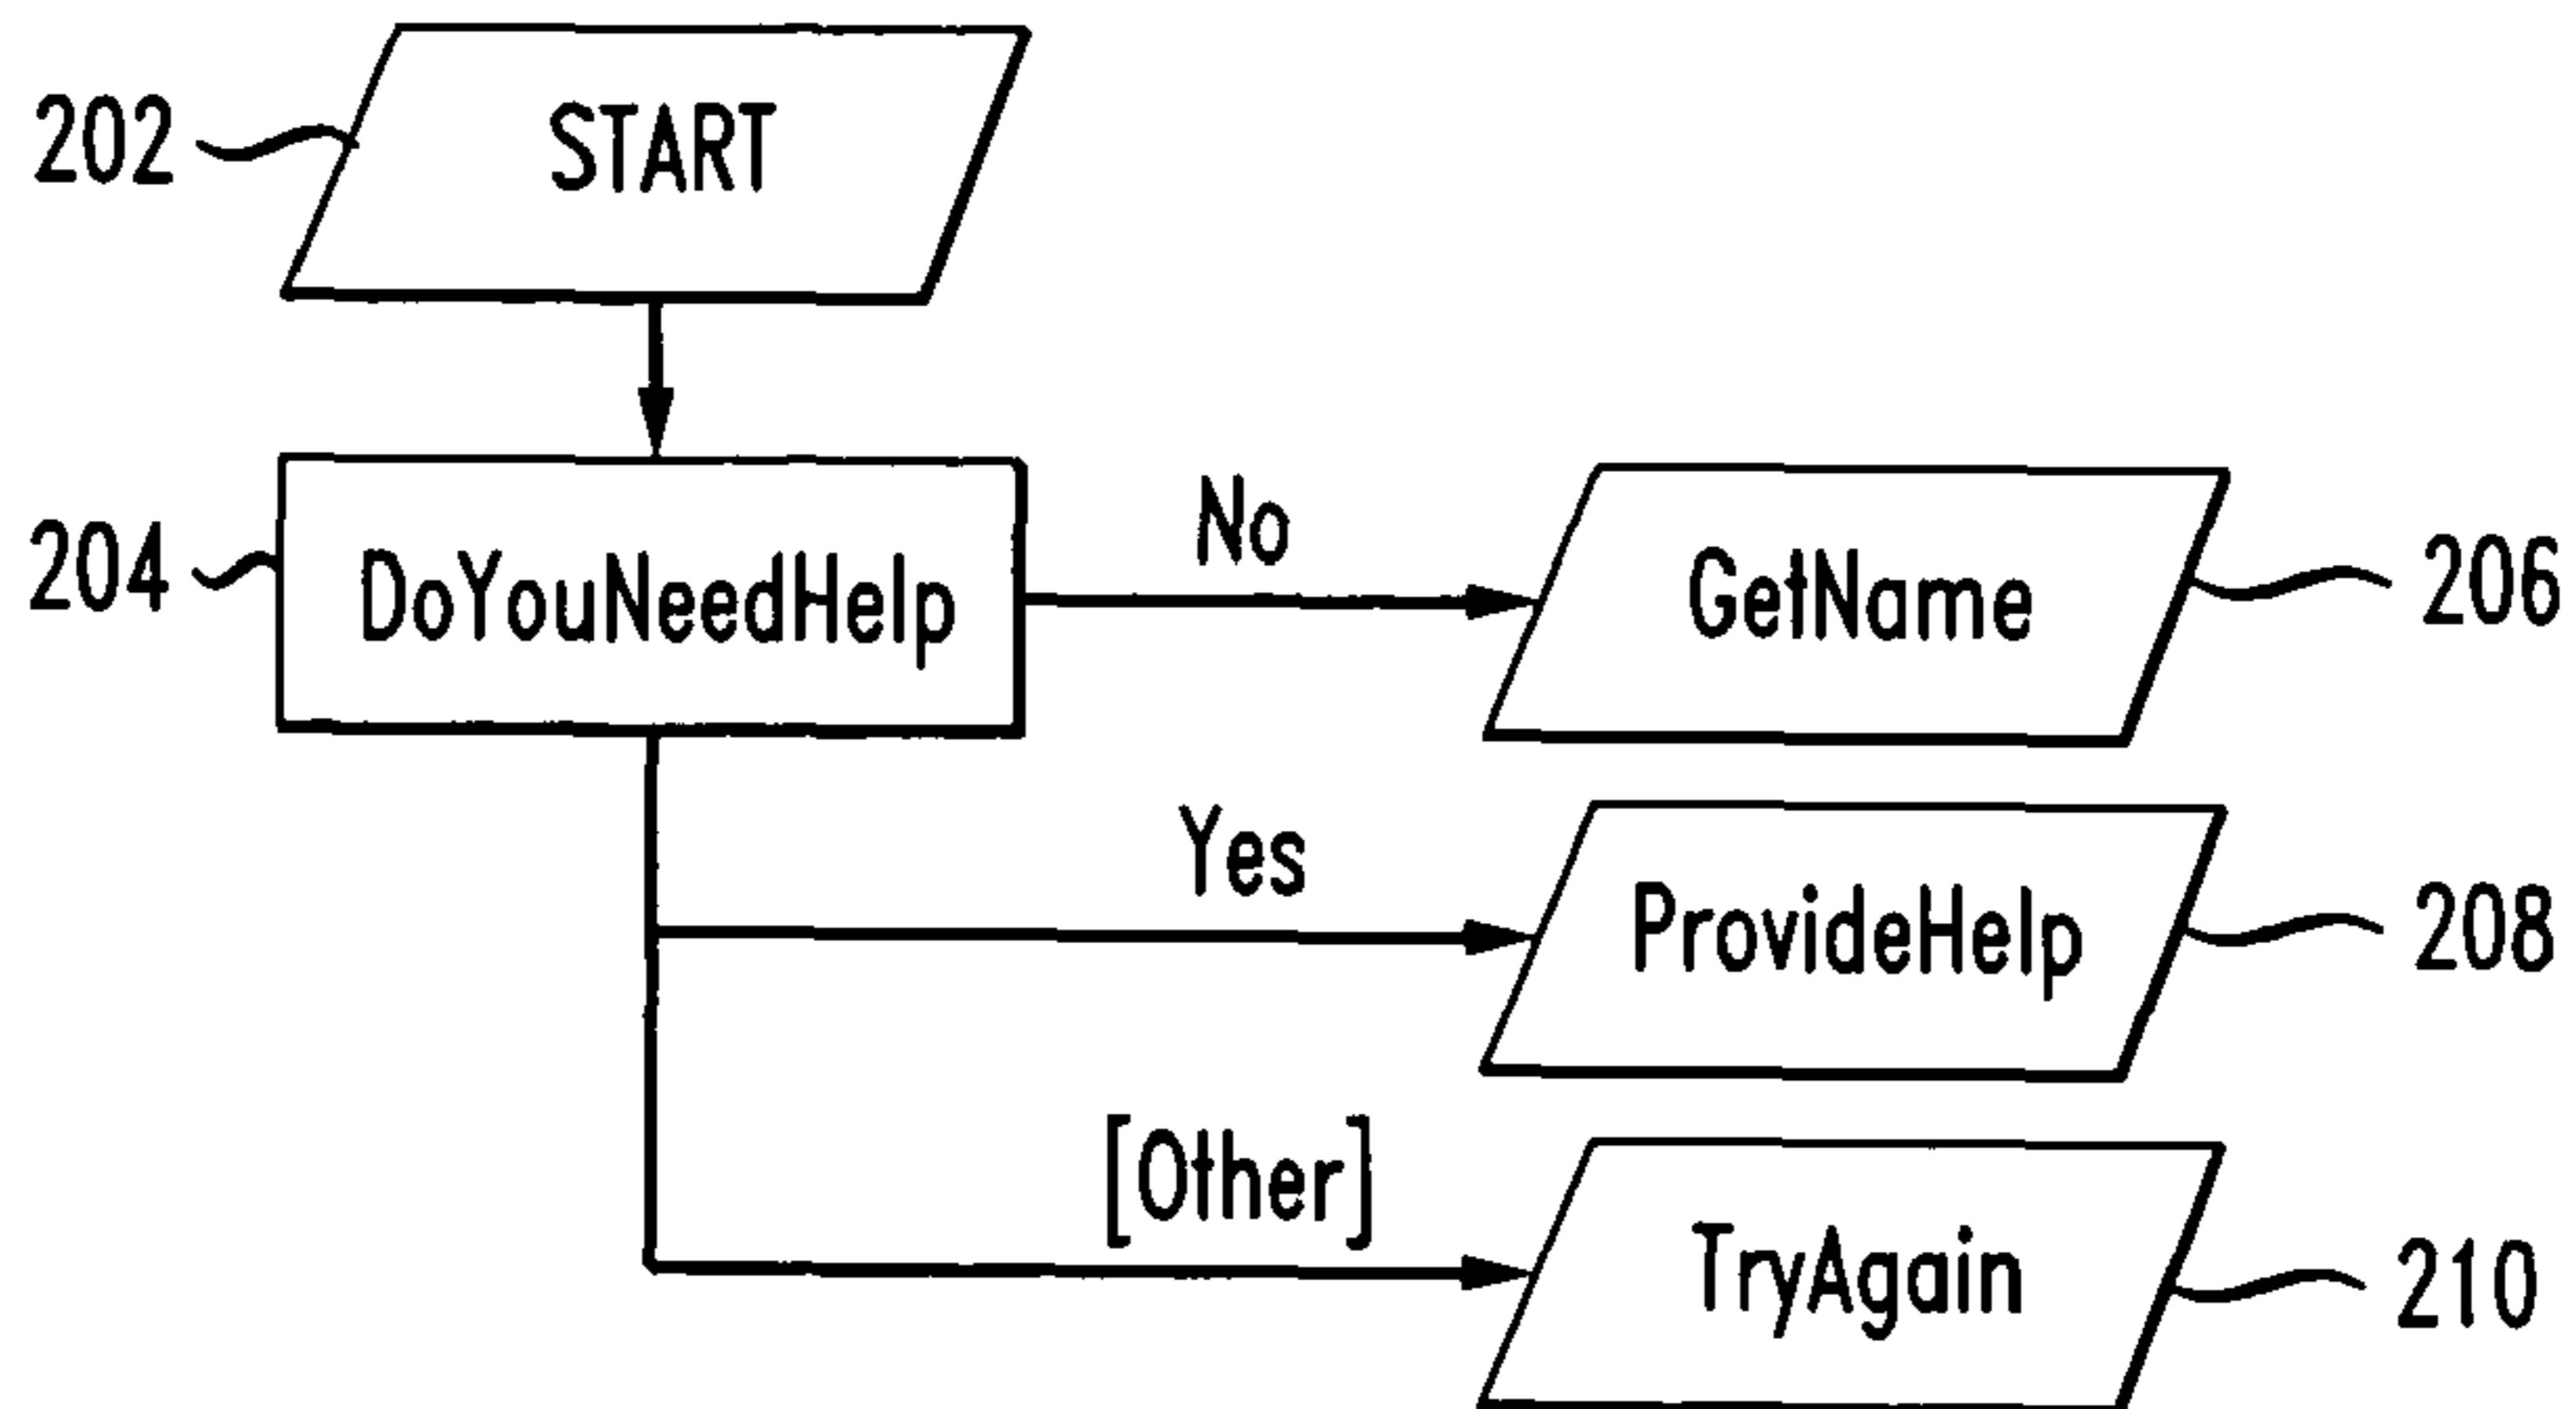 202
START
204
DoYouNeedHelp
No
GetName
206
Yes
ProvideHelp
208
[Other]
TryAgain
210